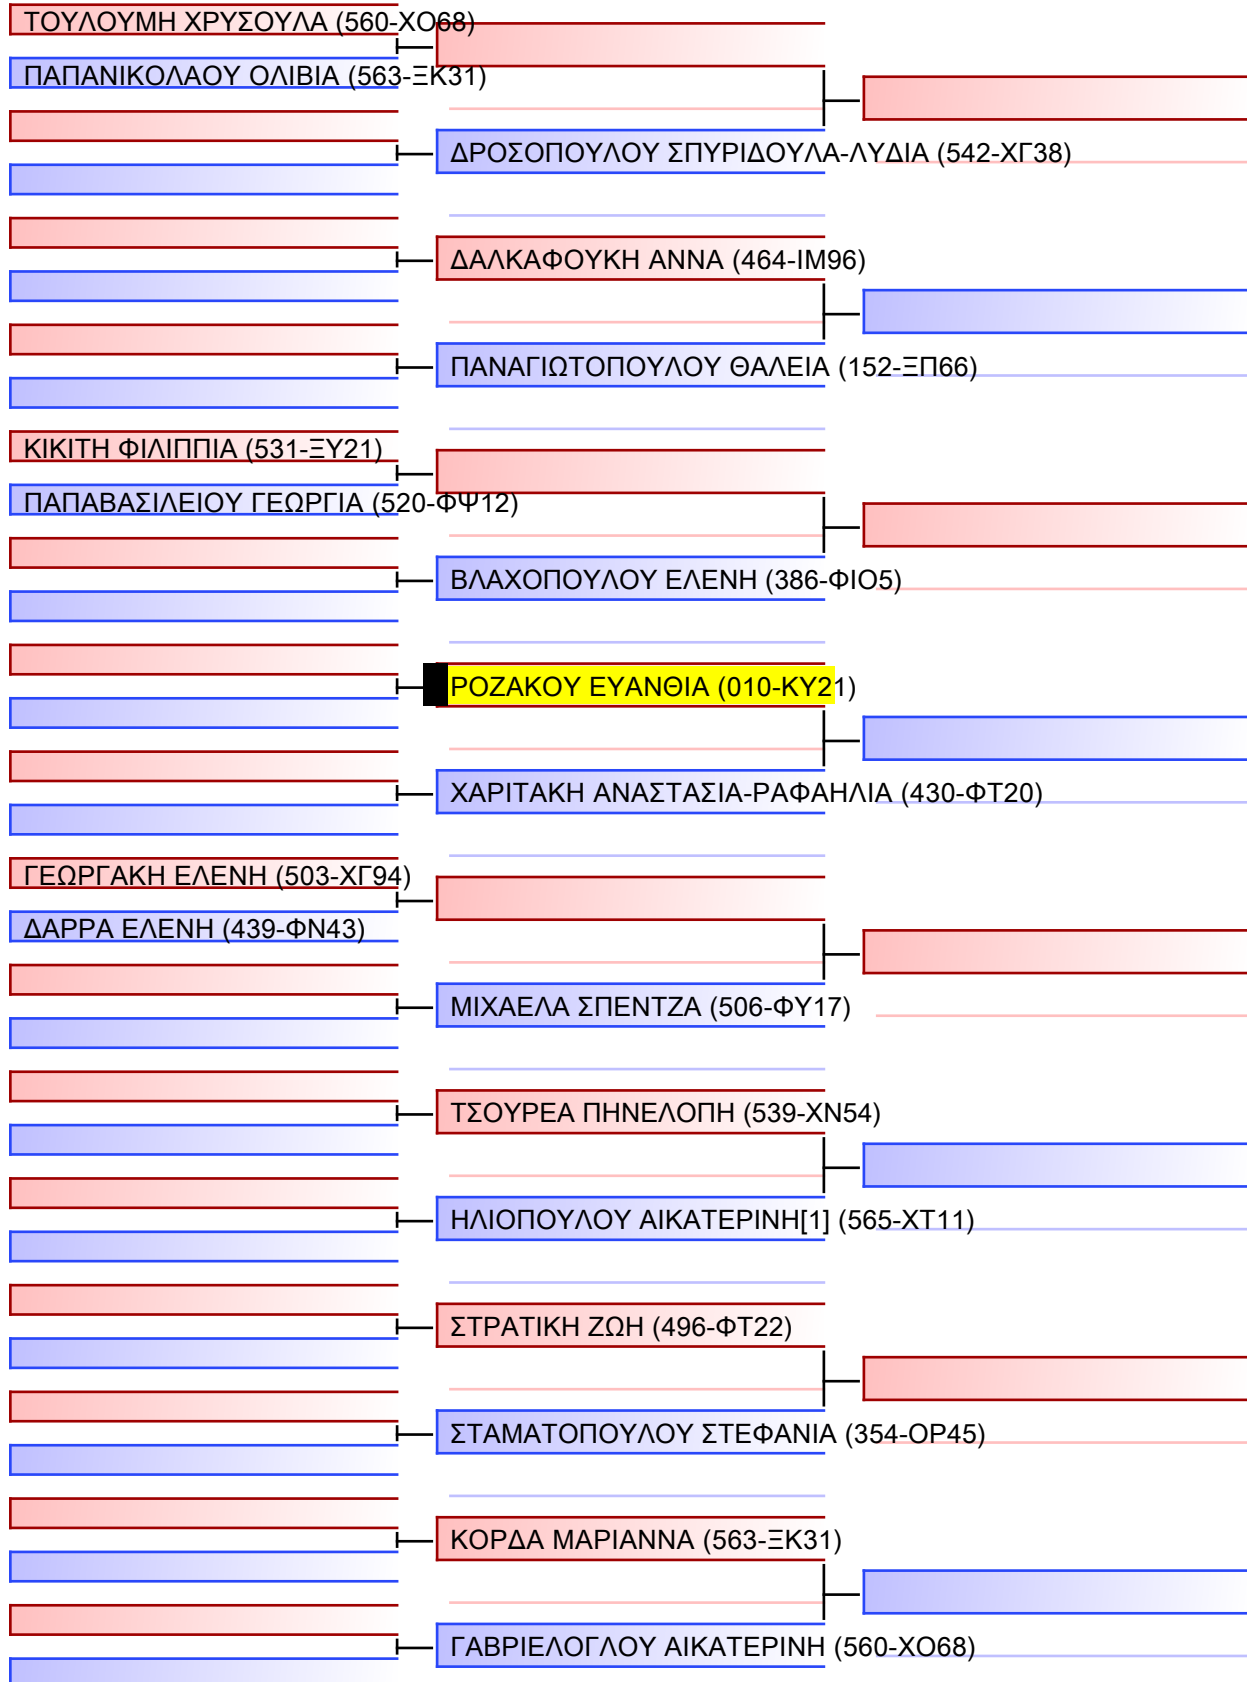 ΤΟΥΛΟΥΜΗ ΧΡΥΣΟΥΛΑ (560-ΧΟ68)
ΠΑΠΑΝΙΚΟΛΑΟΥ ΟΛΙΒΙΑ (563-ΞΚ31)
ΔΡΟΣΟΠΟΥΛΟΥ ΣΠΥΡΙΔΟΥΛΑ-ΛΥΔΙΑ (542-ΧΓ38)
ΔΑΛΚΑΦΟΥΚΗ ΑΝΝΑ (464-ΙΜ96)
ΠΑΝΑΓΙΩΤΟΠΟΥΛΟΥ ΘΑΛΕΙΑ (152-ΞΠ66)
ΚΙΚΙΤΗ ΦΙΛΙΠΠΙΑ (531-ΞΥ21)
ΠΑΠΑΒΑΣΙΛΕΙΟΥ ΓΕΩΡΓΙΑ (520-ΦΨ12)
ΒΛΑΧΟΠΟΥΛΟΥ ΕΛΕΝΗ (386-ΦΙΟ5)
ΡΟΖΑΚΟΥ ΕΥΑΝΘΙΑ (010-ΚΥ21)
ΧΑΡΙΤΑΚΗ ΑΝΑΣΤΑΣΙΑ-ΡΑΦΑΗΛΙΑ (430-ΦΤ20)
ΓΕΩΡΓΑΚΗ ΕΛΕΝΗ (503-ΧΓ94)
ΔΑΡΡΑ ΕΛΕΝΗ (439-ΦΝ43)
ΜΙΧΑΕΛΑ ΣΠΕΝΤΖΑ (506-ΦΥ17)
ΤΣΟΥΡΕΑ ΠΗΝΕΛΟΠΗ (539-ΧΝ54)
ΗΛΙΟΠΟΥΛΟΥ ΑΙΚΑΤΕΡΙΝΗ[1] (565-ΧΤ11)
ΣΤΡΑΤΙΚΗ ΖΩΗ (496-ΦΤ22)
ΣΤΑΜΑΤΟΠΟΥΛΟΥ ΣΤΕΦΑΝΙΑ (354-ΟΡ45)
ΚΟΡΔΑ ΜΑΡΙΑΝΝΑ (563-ΞΚ31)
ΓΑΒΡΙΕΛΟΓΛΟΥ ΑΙΚΑΤΕΡΙΝΗ (560-ΧΟ68)